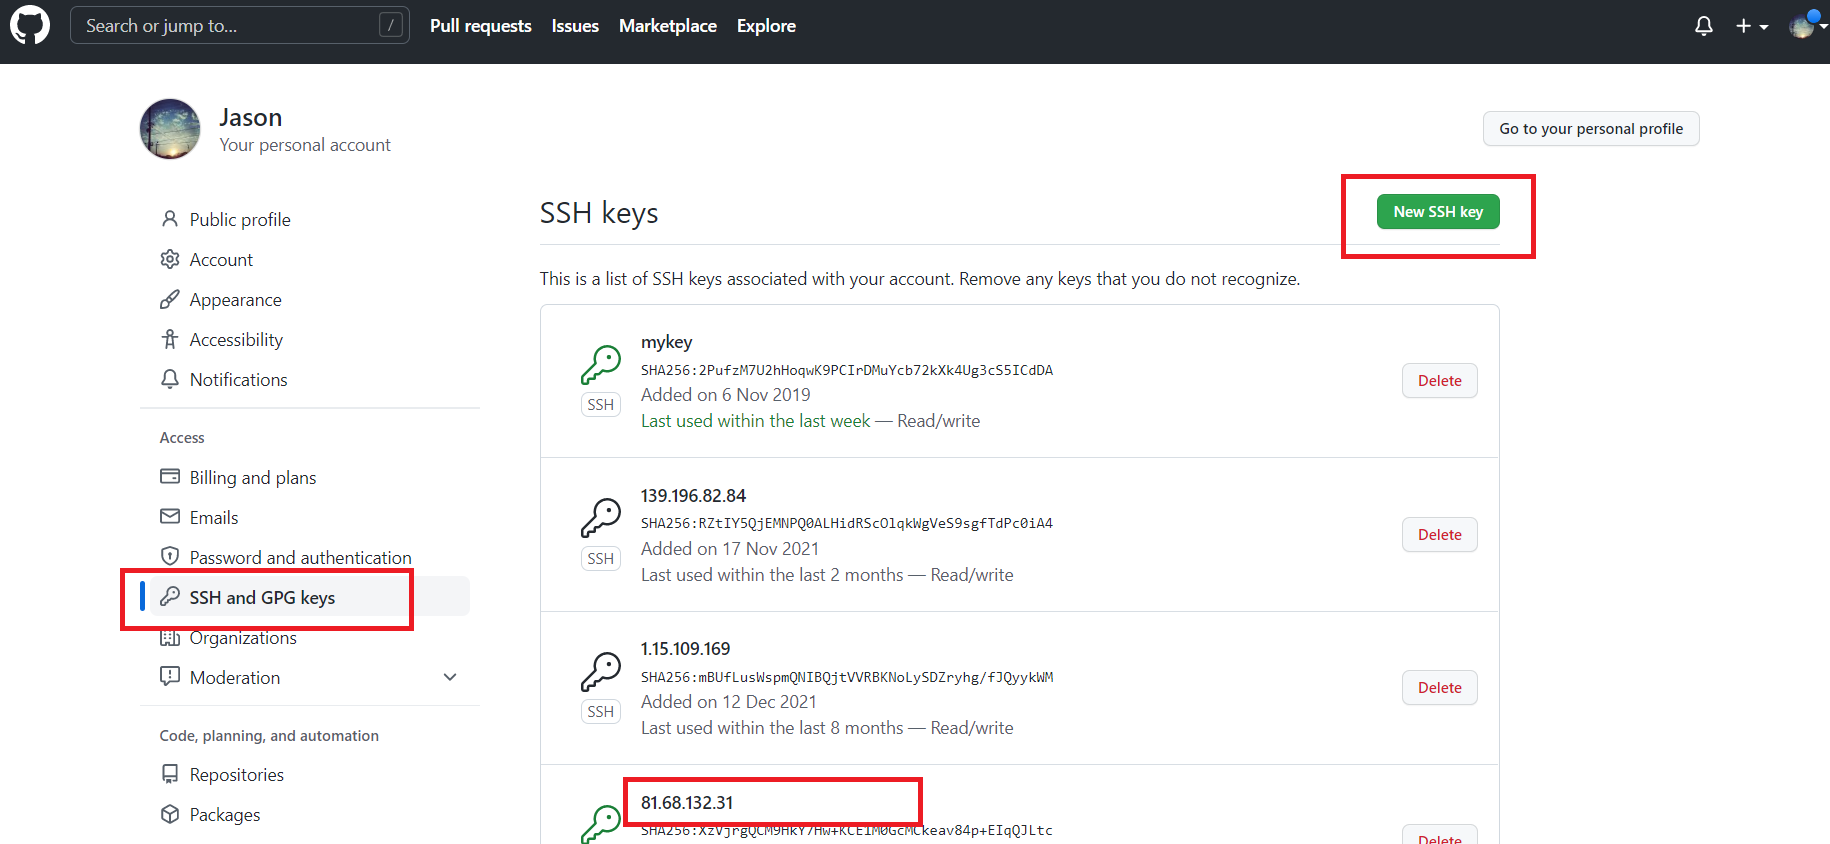 Search or jump to... /
Pull requests Issues Marketplace Explore
Jason
Your personal account
Go to your personal profile
Public profile
Account
Appearance
Accessibility
Notifications
Access
Billing and plans
Emails
Password and authentication
SSH and GPG keys
Organizations
Moderation
Code, planning, and automation
Repositories
Packages
SSH keys
New SSH key
This is a list of SSH keys associated with your account. Remove any keys that you do not recognize.
mykey
SHA256:2PufzM7U2hHoqwK9PCIrDMuYcb72kXk4Ug3cS5ICdDA
Added on 6 Nov 2019
Last used within the last week — Read/write
SSH
Delete
139.196.82.84
SHA256:RZtIY5QjEMNPQ0ALHidRScOlqkWgVeS9sgfTdPc0iA4
Added on 17 Nov 2021
Last used within the last 2 months — Read/write
SSH
Delete
1.15.109.169
SHA256:mBUfLusWspmQNIBQjtVVRBKNoLySDZryhg/fJQyykWM
Added on 12 Dec 2021
Last used within the last 8 months — Read/write
SSH
Delete
81.68.132.31
Delete